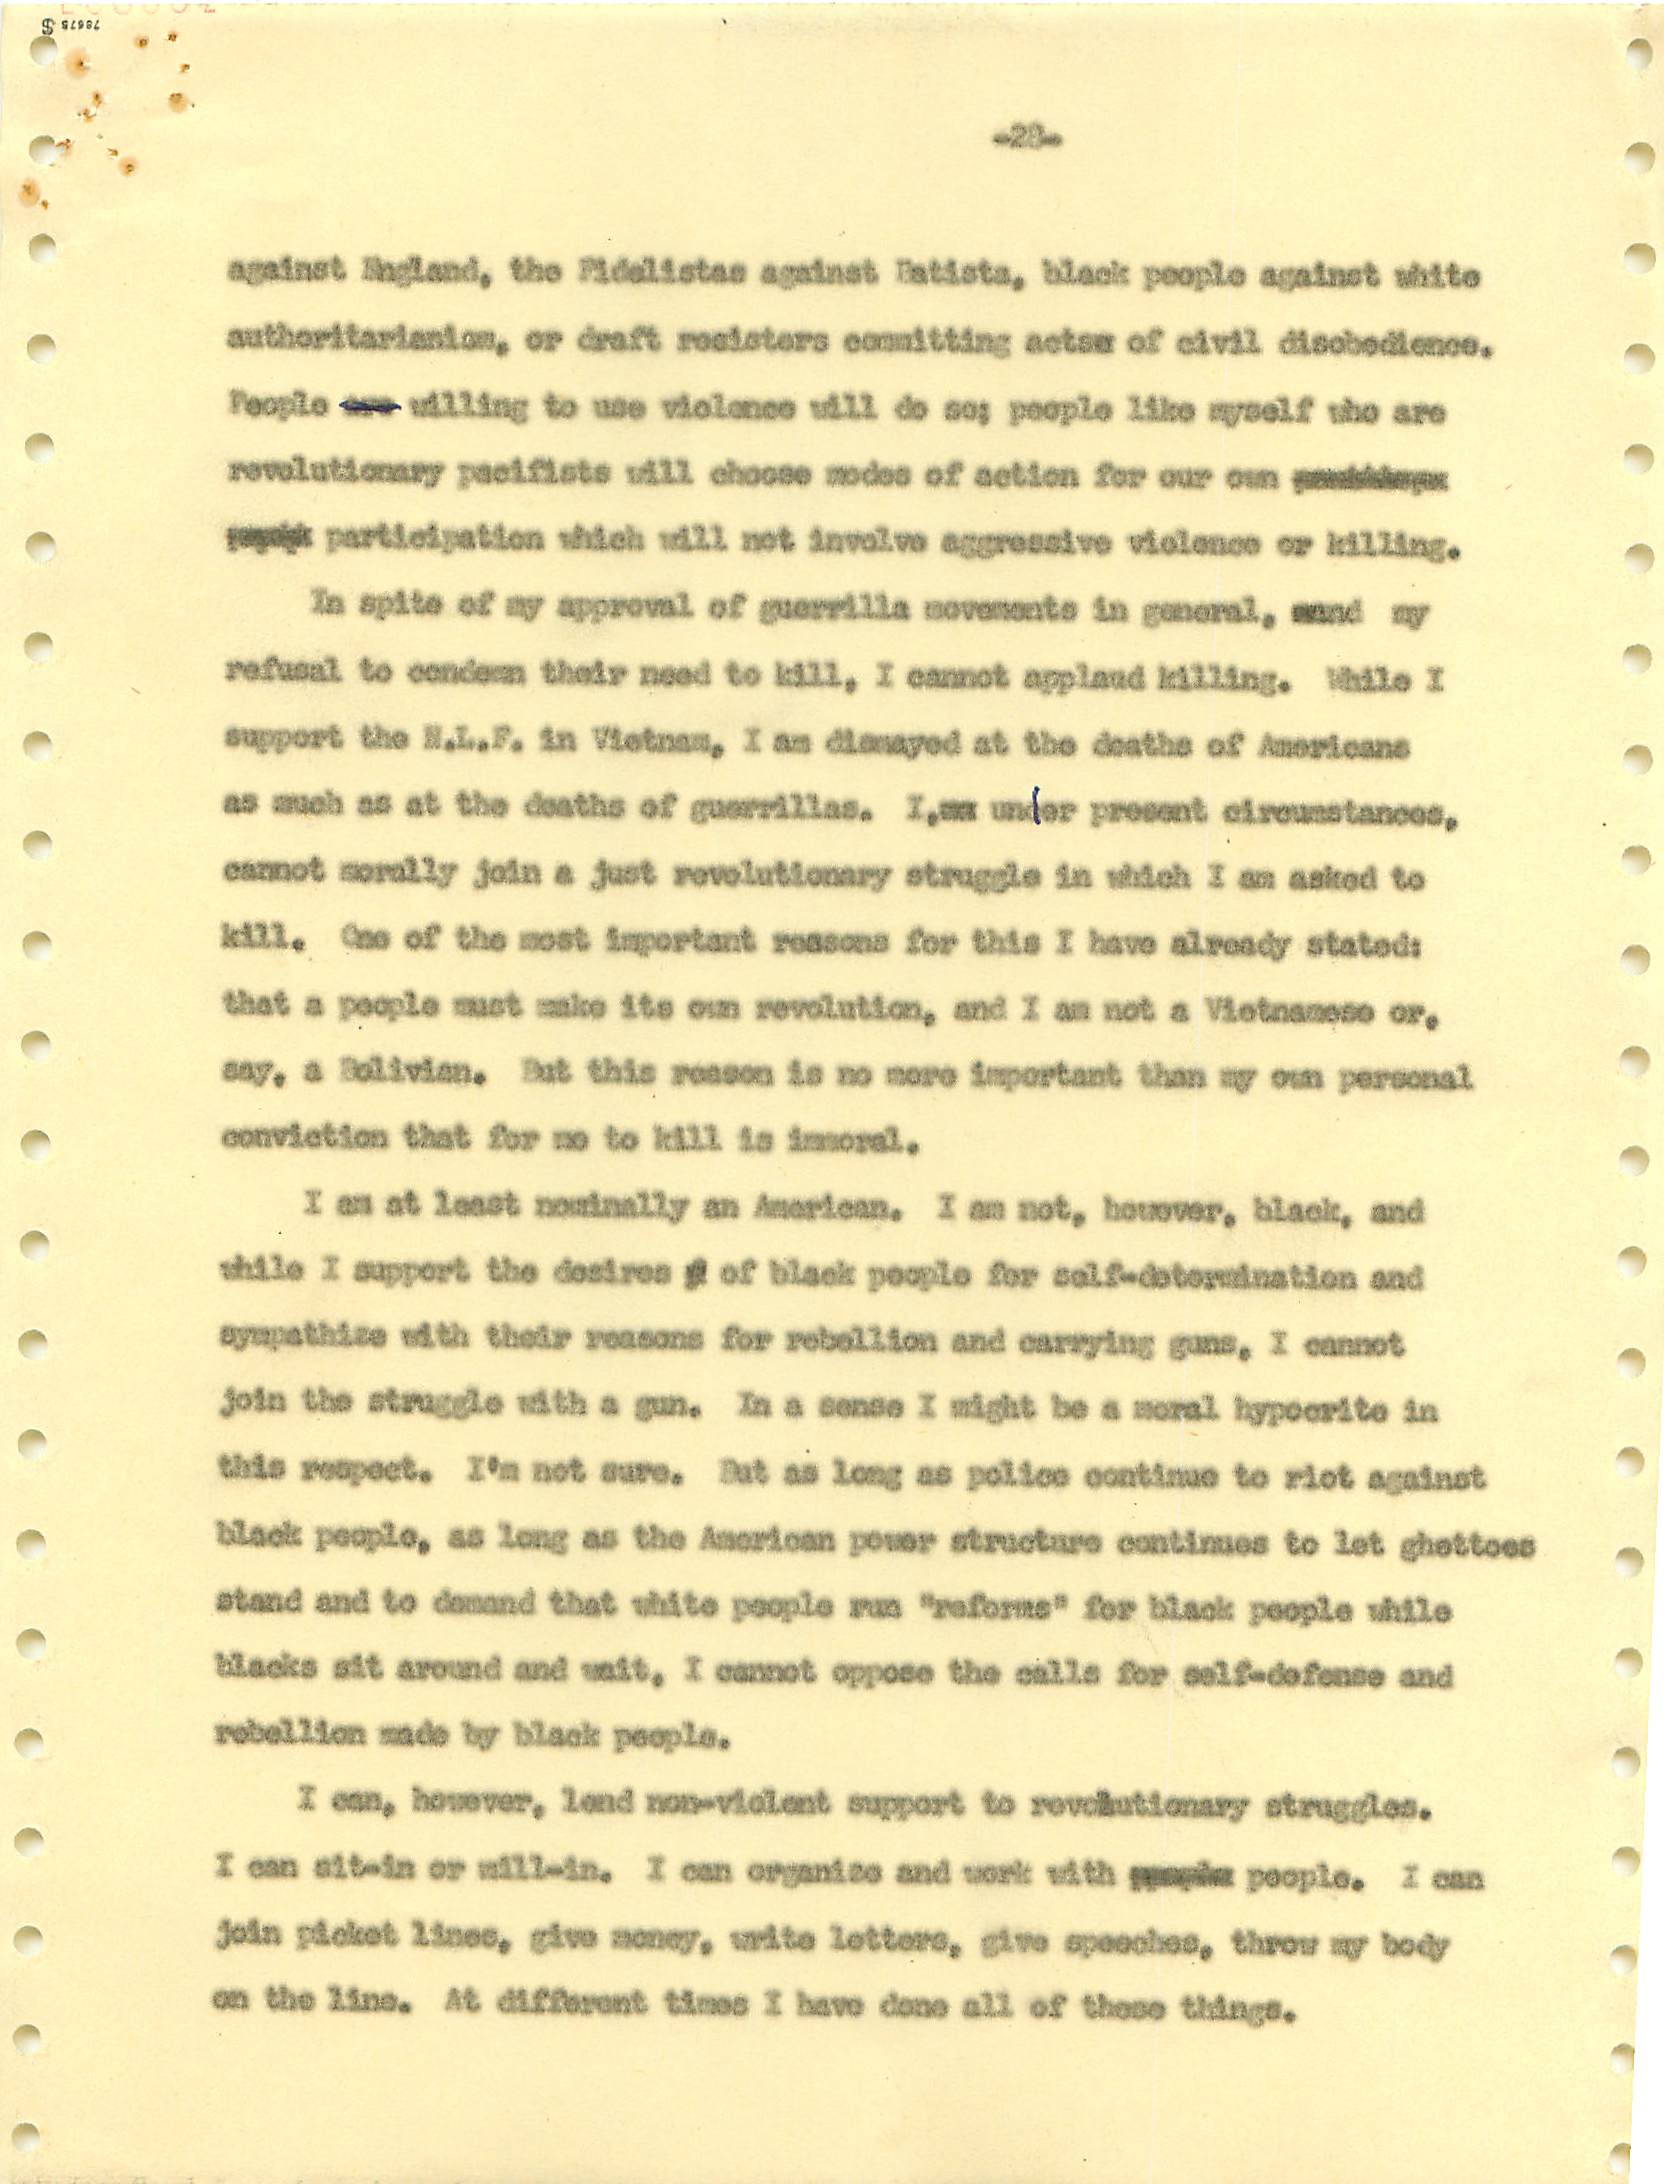 78675 $
-28-
against England, the Fidelistas against Batista, black people against white
authoritarianism, or draft resisters committing acts of civil disobedience.
People are willing to use violence will do so; people like myself who are
revolutionary pacifists will choose modes of action for our own
participation which will not involve aggressive violence or killing.
In spite of my approval of guerrilla movements in general, and my
refusal to condemn their need to kill, I cannot applaud killing. While I
support the N.L.F. in Vietnam, I am dismayed at the deaths of Americans
as much as at the deaths of guerrillas. I, under present circumstances,
cannot morally join a just revolutionary struggle in which I am asked to
kill. One of the most important reasons for this I have already stated:
that a people must make its own revolution, and I am not a Vietnamese or,
say, a Bolivian. But this reason is no more important than my own personal
conviction that for me to kill is immoral.
I am at least nominally an American. I am not, however, black, and
while I support the desires of black people for self-determination and
sympathize with their reasons for rebellion and carrying guns, I cannot
join the struggle with a gun. In a sense I might be a moral hypocrite in
this respect. I'm not sure. But as long as police continue to riot against
black people, as long as the American power structure continues to let ghettoes
stand and to demand that white people run "reforms" for black people while
blacks sit around and wait, I cannot oppose the calls for self-defense and
rebellion made by black people.
I can, however, lend non-violent support to revolutionary struggles.
I can sit-in or mill-in. I can organize and work with people. I can
join picket lines, give money, write letters, give speeches, throw my body
on the line. At different times I have done all of these things.